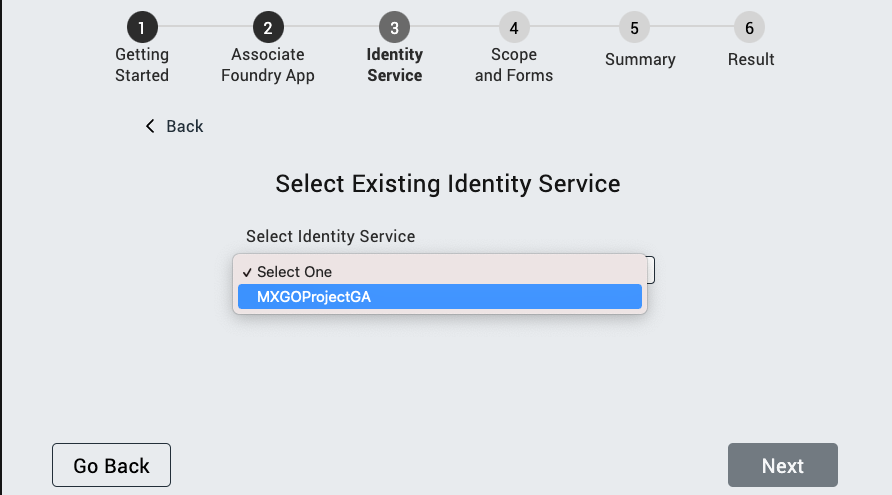 1 2 3 4 5 6
Getting Associate Identity Scope Summary Result
Started Foundry App Service and Forms
Back
Select Existing Identity Service
Select Identity Service
✓ Select One
MXGOProjectGA
Go Back Next